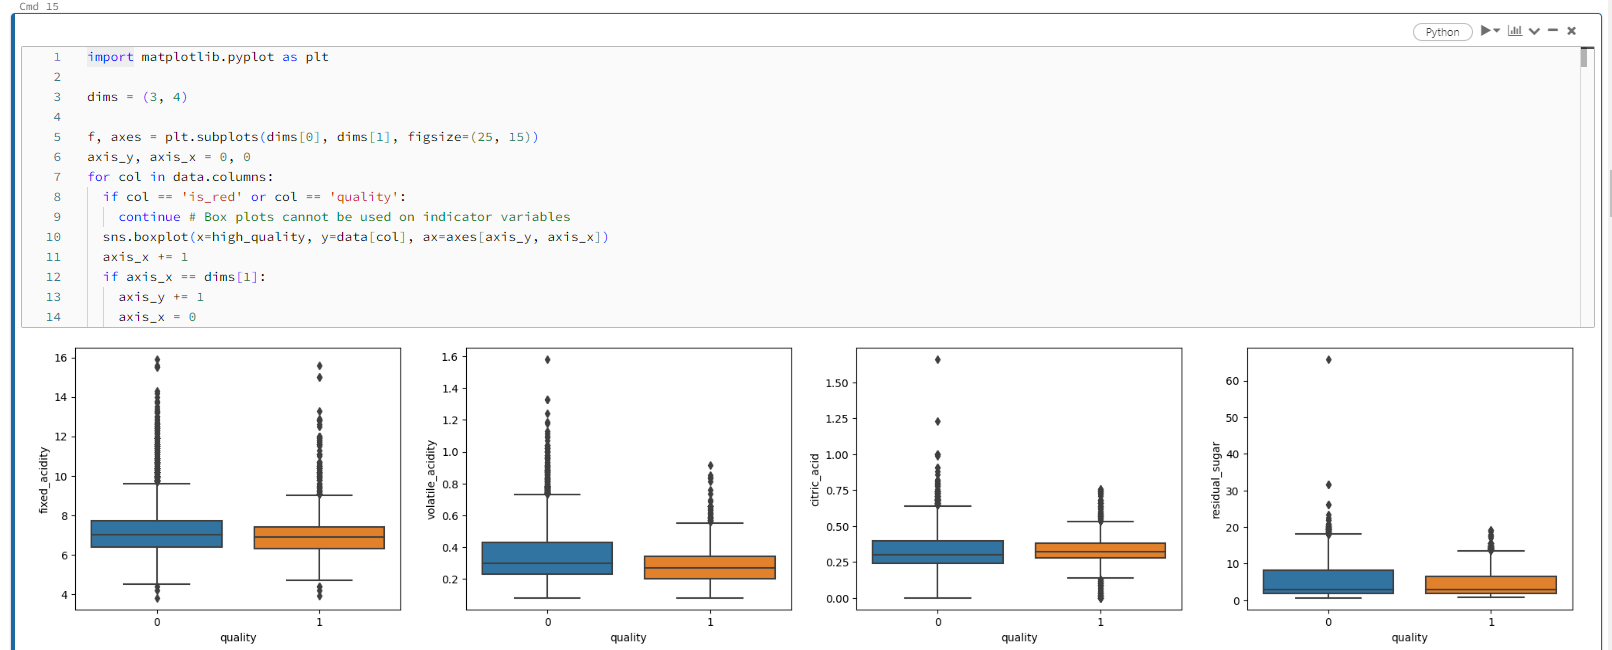 Cmd 15
Python
1 import matplotlib.pyplot as plt
2
3 dims = (3, 4)
4
5 f, axes = plt.subplots(dims[0], dims[1], figsize=(25, 15))
6 axis_y, axis_x = 0, 0
7 for col in data.columns:
8 if col == 'is_red' or col == 'quality':
9 continue # Box plots cannot be used on indicator variables
10 sns.boxplot(x=high_quality, y=data[col], ax=axes[axis_y, axis_x])
11 axis_x += 1
12 if axis_x == dims[1]:
13 axis_y += 1
14 axis_x = 0
fixed_acidity
16
14
12
10
8
6
4
0 1
quality
volatile_acidity
1.6
1.4
1.2
1.0
0.8
0.6
0.4
0.2
0 1
quality
citric_acid
1.50
1.25
1.00
0.75
0.50
0.25
0.00
0 1
quality
residual_sugar
60
50
40
30
20
10
0
0 1
quality